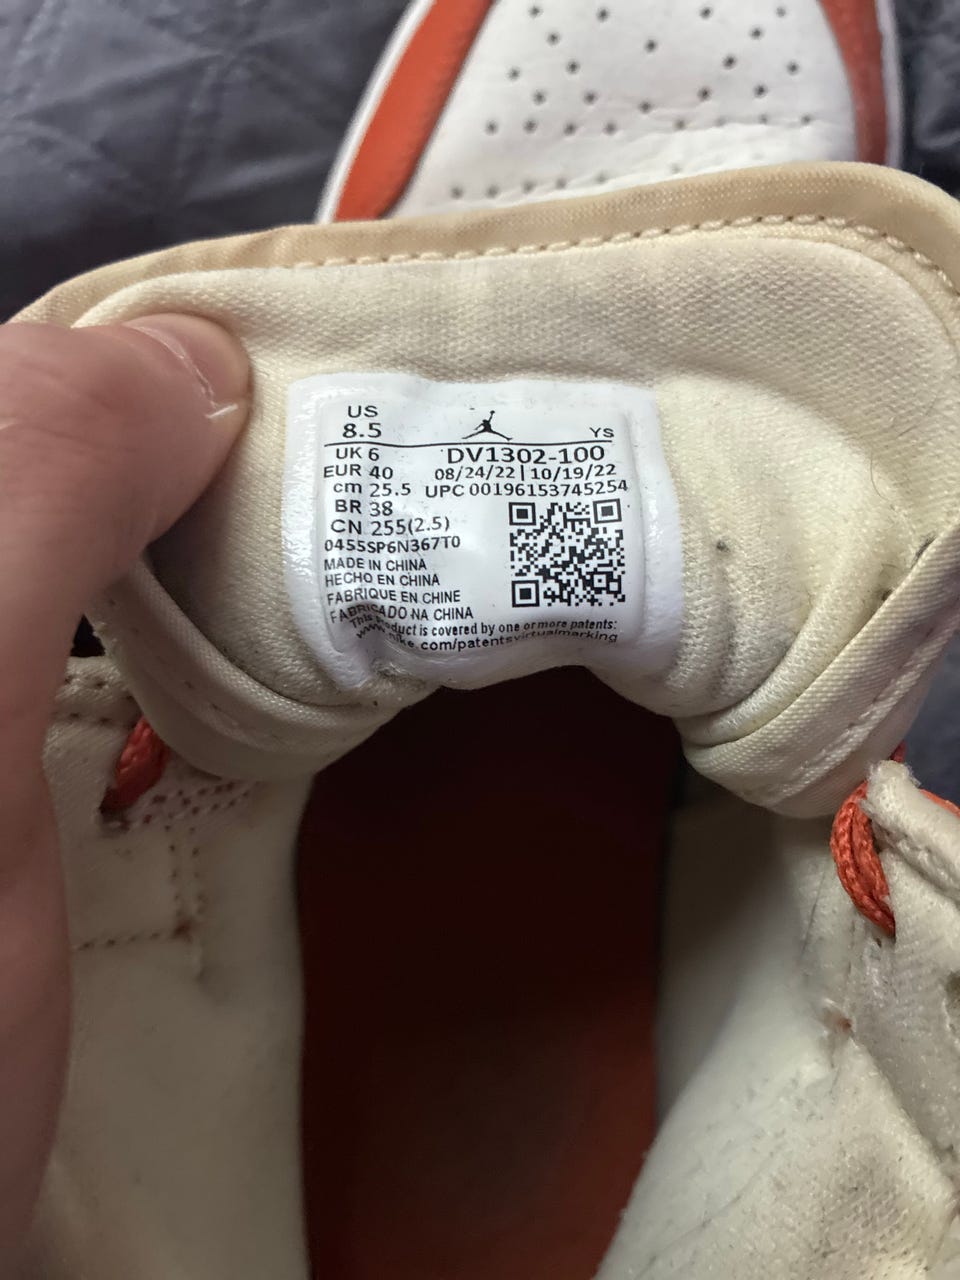 US
8.5
YS
UK 6
DV1302-100
EUR 40
08/24/22 | 10/19/22
cm 25.5
UPC 00196153745254
BR 38
CN 255(2.5)
0455SP6N367T0
MADE IN CHINA
HECHO EN CHINA
FABRIQUE EN CHINE
FABRICADO NA CHINA
This product is covered by one or more patents:
www.nike.com/patentsvirtualmarking